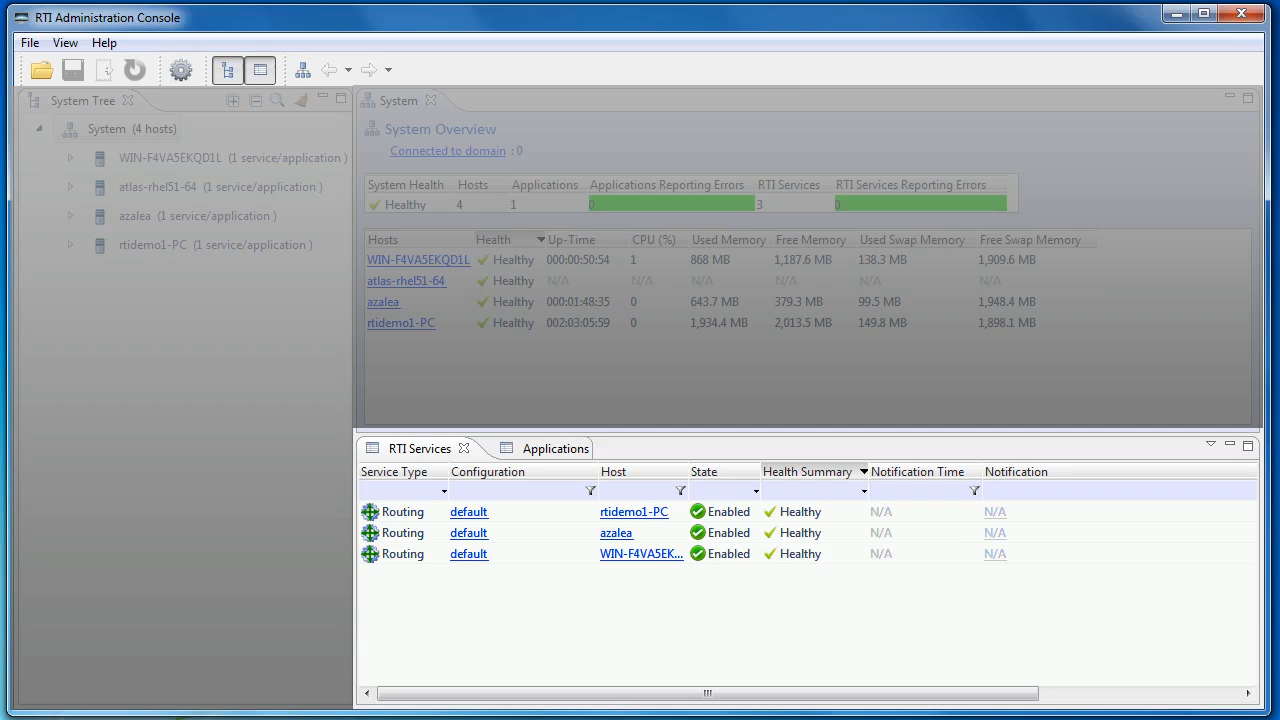 RTI Administration Console
File View Help
System Tree
System (4 hosts)
WIN-F4VA5EKQD1L (1 service/application )
atlas-rhel51-64 (1 service/application )
azalea (1 service/application )
rtidemo1-PC (1 service/application )
System
System Overview
Connected to domain : 0
System Health Hosts Applications Applications Reporting Errors RTI Services RTI Services Reporting Errors
Healthy 4 1 0 3 0
Hosts Health Up-Time CPU (%) Used Memory Free Memory Used Swap Memory Free Swap Memory
WIN-F4VA5EKQD1L Healthy 000:00:50:54 1 868 MB 1,187.6 MB 138.3 MB 1,909.6 MB
atlas-rhel51-64 Healthy N/A N/A N/A N/A N/A N/A
azalea Healthy 000:01:48:35 0 643.7 MB 379.3 MB 99.5 MB 1,948.4 MB
rtidemo1-PC Healthy 002:03:05:59 0 1,934.4 MB 2,013.5 MB 149.8 MB 1,898.1 MB
RTI Services Applications
Service Type Configuration Host State Health Summary Notification Time Notification
Routing default rtidemo1-PC Enabled Healthy N/A N/A
Routing default azalea Enabled Healthy N/A N/A
Routing default WIN-F4VA5EK... Enabled Healthy N/A N/A